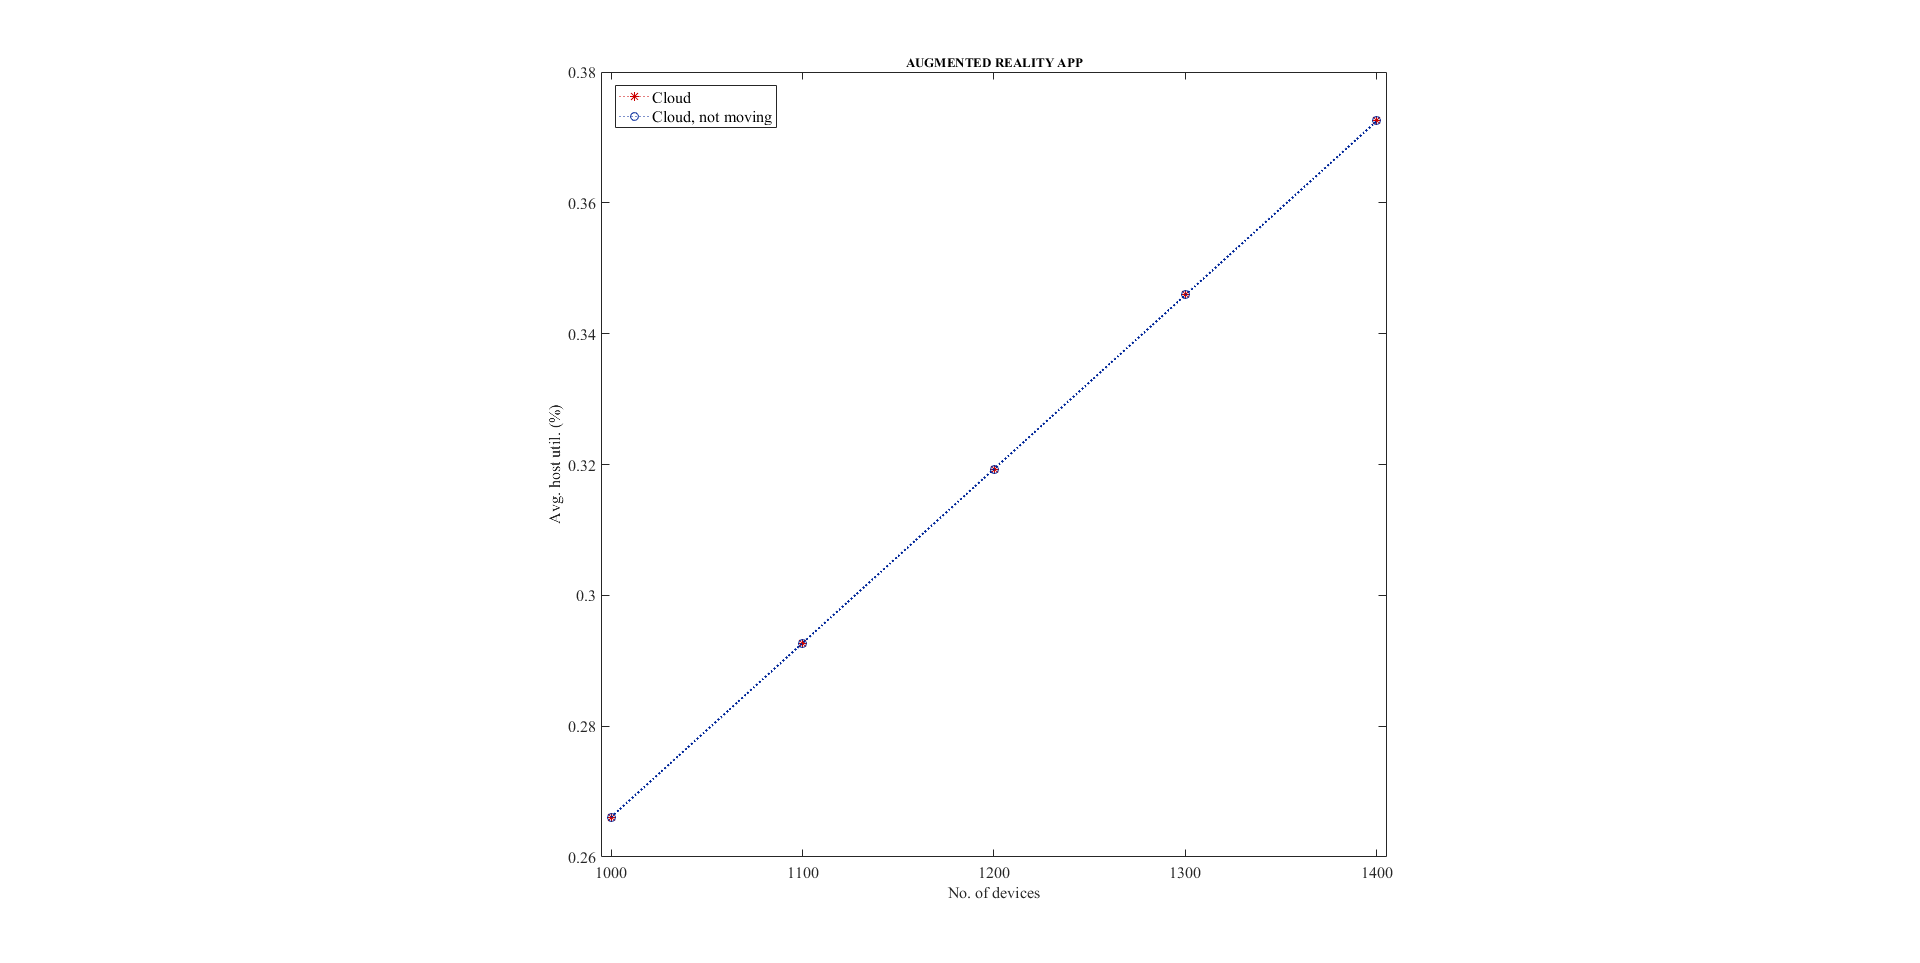 AUGMENTED REALITY APP
Cloud
Cloud, not moving
0.38
0.36
0.34
0.32
0.3
0.28
0.26
Avg. host util. (%)
1000 1100 1200 1300 1400
No. of devices